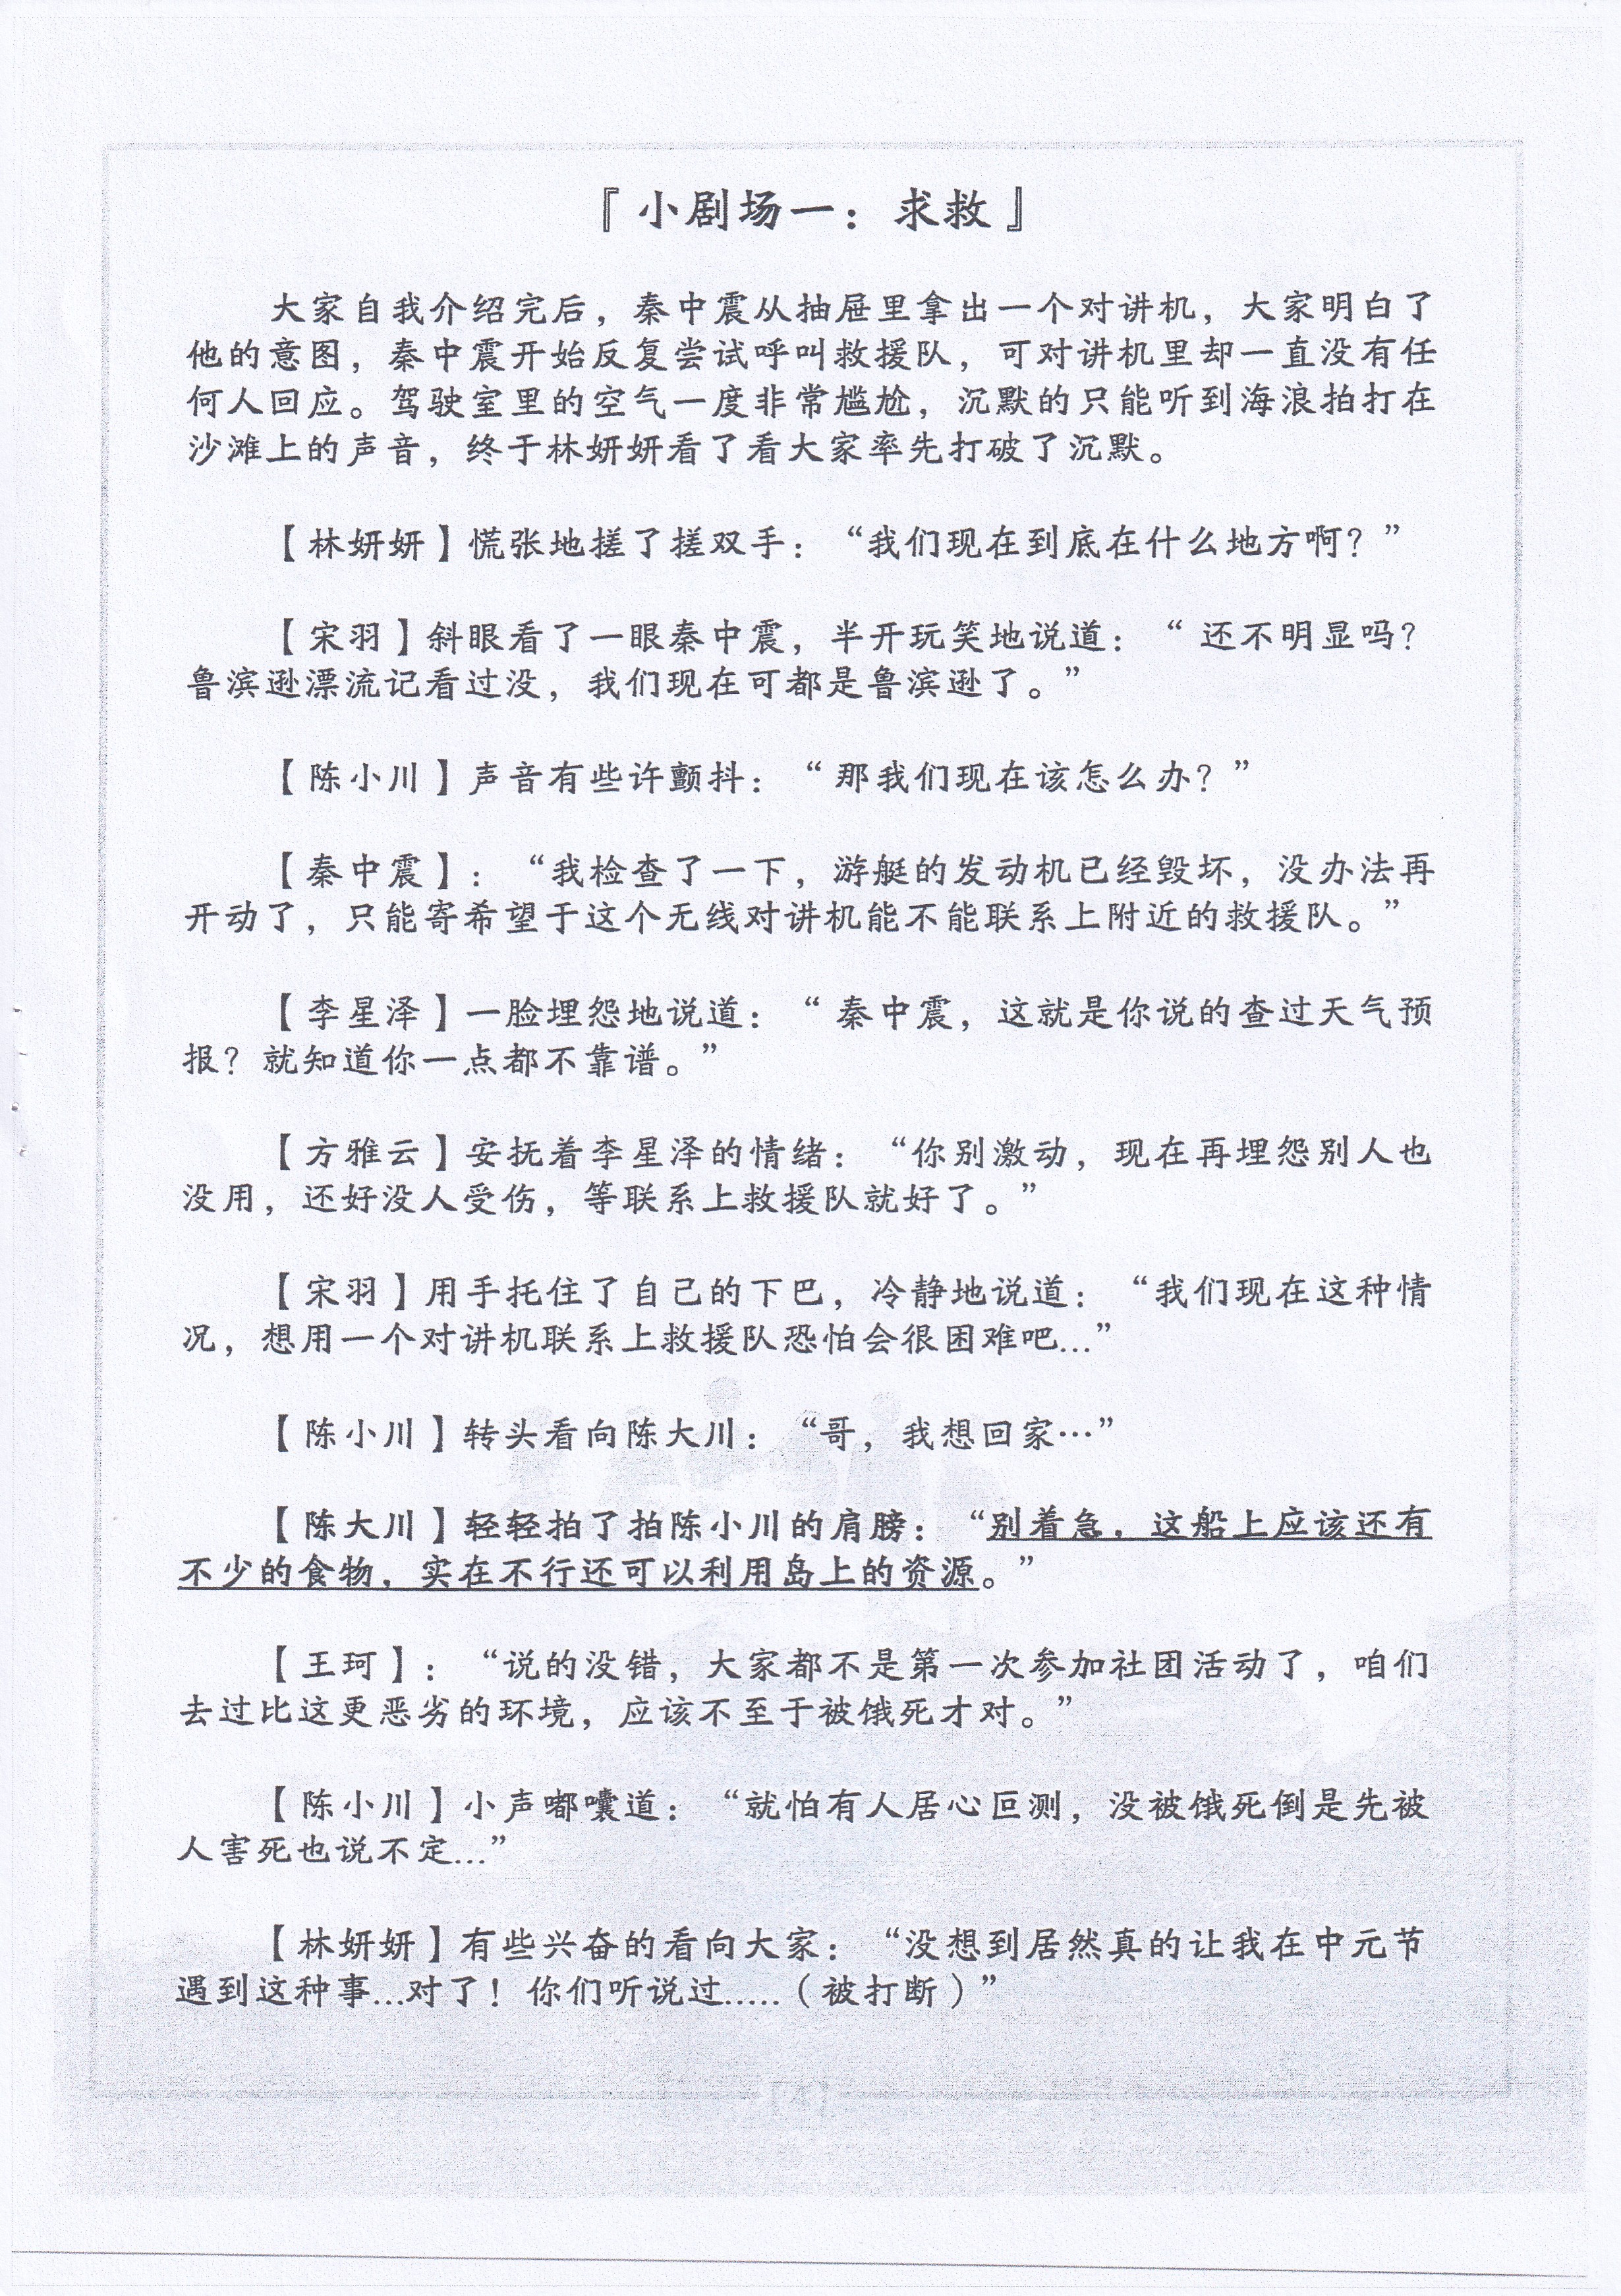 『小剧场一：求救』
大家自我介绍完后，秦中震从抽屉里拿出一个对讲机，大家明白了
他的意图，秦中震开始反复尝试呼叫救援队，可对讲机里却一直没有任
何人回应。驾驶室里的空气一度非常尴尬，沉默的只能听到海浪拍打在
沙滩上的声音，终于林妍妍看了看大家率先打破了沉默。
【林妍妍】慌张地搓了搓双手：“我们现在到底在什么地方啊？”
【宋羽】斜眼看了一眼秦中震，半开玩笑地说道：“还不明显吗？
鲁滨逊漂流记看过没，我们现在可都是鲁滨逊了。”
【陈小川】声音有些许颤抖：“那我们现在该怎么办？”
【秦中震】：“我检查了一下，游艇的发动机已经毁坏，没办法再
开动了，只能寄希望于这个无线对讲机能不能联系上附近的救援队。”
【李星泽】一脸埋怨地说道：“秦中震，这就是你说的查过天气预
报？就知道你一点都不靠谱。”
【方雅云】安抚着李星泽的情绪：“你别激动，现在再埋怨别人也
没用，还好没人受伤，等联系上救援队就好了。”
【宋羽】用手托住了自己的下巴，冷静地说道：“我们现在这种情
况，想用一个对讲机联系上救援队恐怕会很困难吧...”
【陈小川】转头看向陈大川：“哥，我想回家…”
【陈大川】轻轻拍了拍陈小川的肩膀：“别着急，这船上应该还有
不少的食物，实在不行还可以利用岛上的资源。”
【王珂】：“说的没错，大家都不是第一次参加社团活动了，咱们
去过比这更恶劣的环境，应该不至于被饿死才对。”
【陈小川】小声嘟囔道：“就怕有人居心叵测，没被饿死倒是先被
人害死也说不定...”
【林妍妍】有些兴奋的看向大家：“没想到居然真的让我在中元节
遇到这种事...对了！你们听说过.....（被打断）”